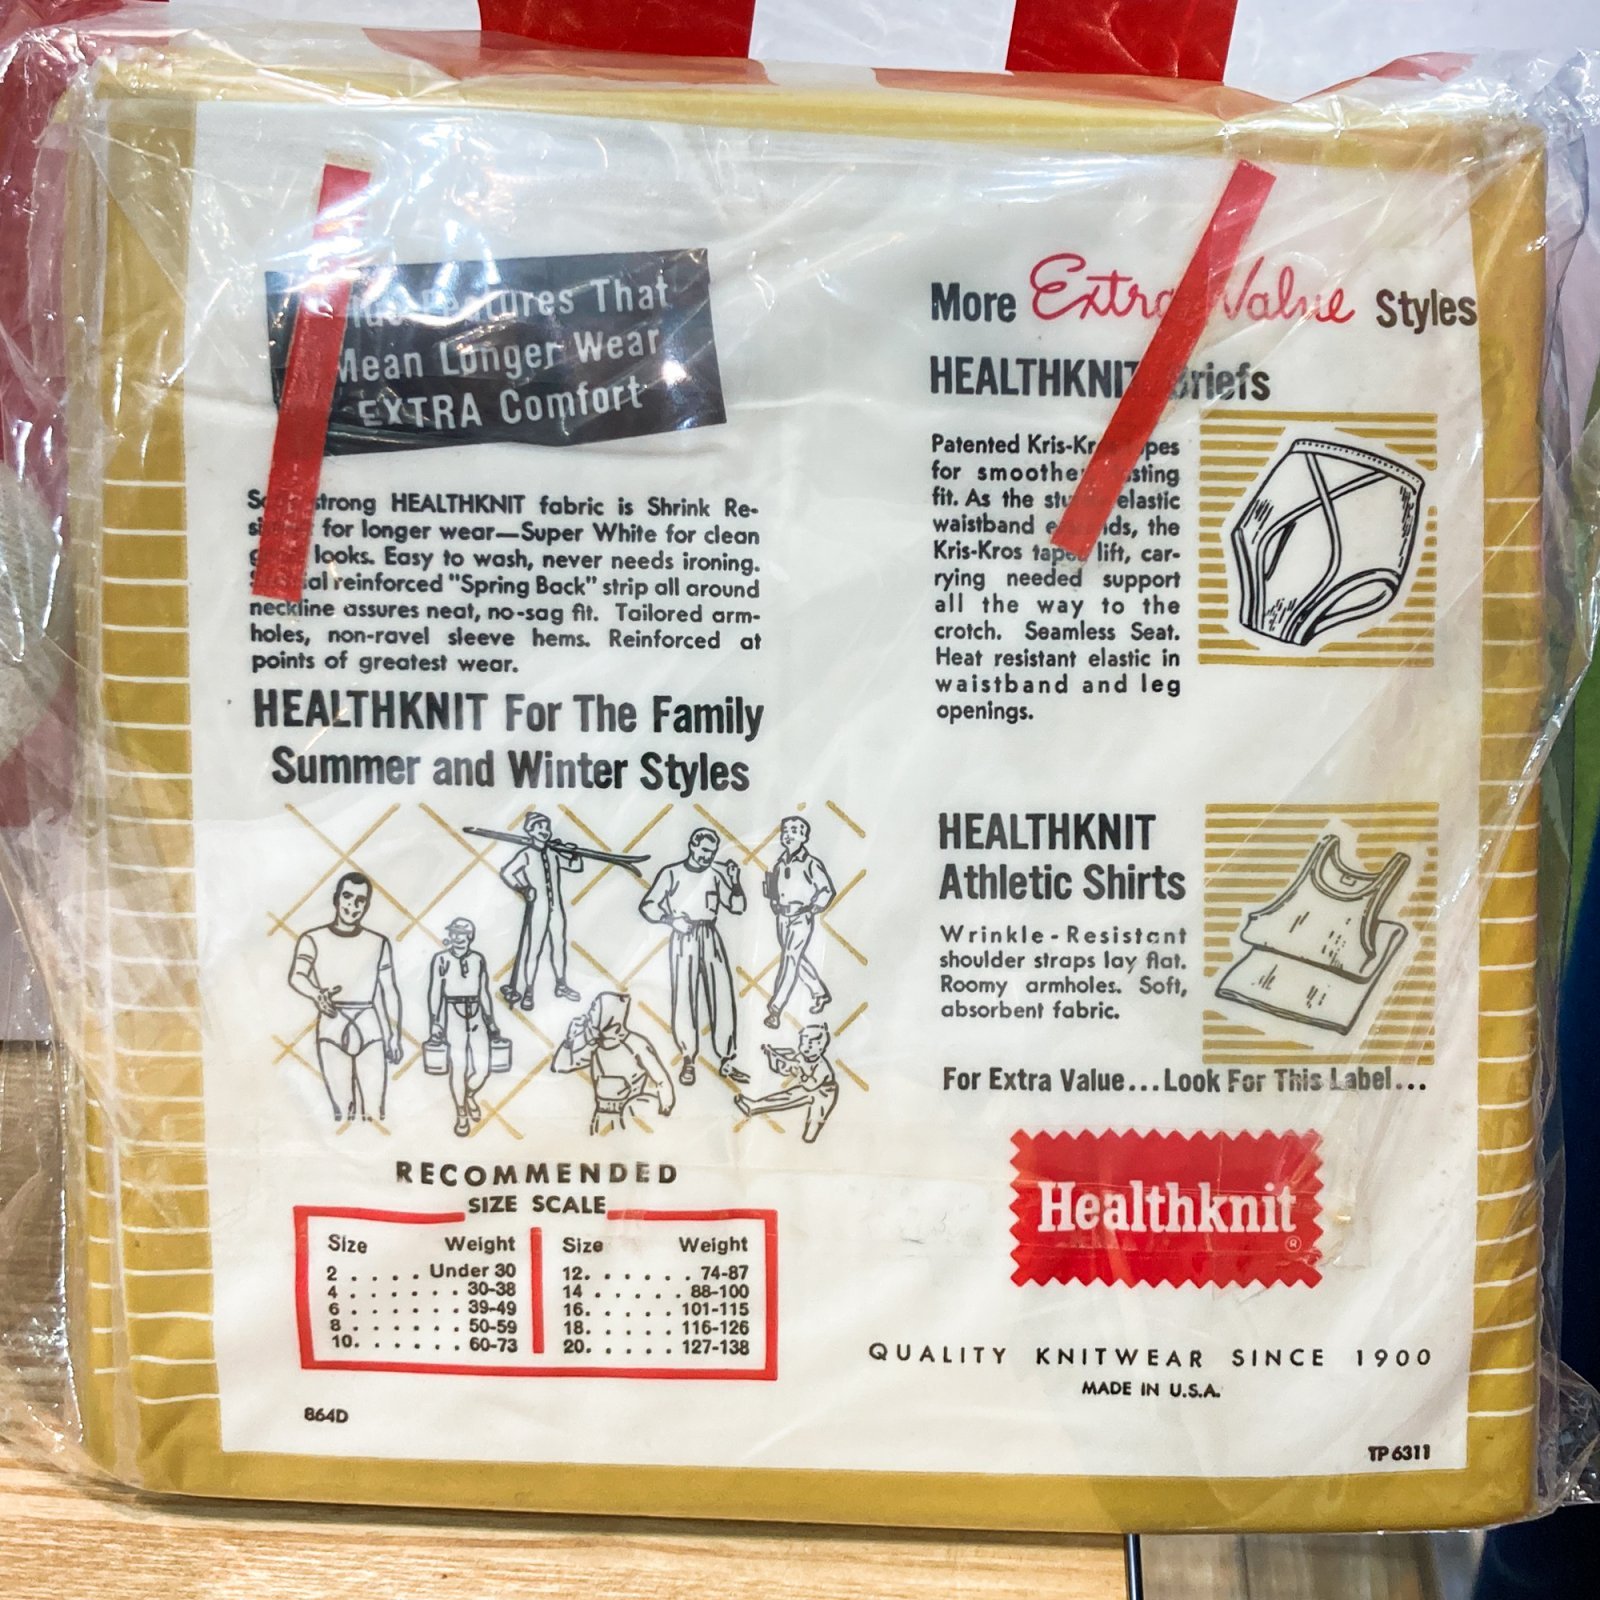 Features That
Mean Longer Wear
EXTRA Comfort
strong HEALTHKNIT fabric is Shrink Re-
for longer wear—Super White for clean
looks. Easy to wash, never needs ironing.
reinforced "Spring Back" strip all around
neckline assures neat, no-sag fit. Tailored arm-
holes, non-ravel sleeve hems. Reinforced at
points of greatest wear.
HEALTHKNIT For The Family
Summer and Winter Styles
RECOMMENDED
SIZE SCALE
Size Weight Size Weight
2 . . . . Under 30 12. . . . . . 74-87
4 . . . . . . 30-38 14 . . . . . 88-100
6 . . . . . . 39-49 16. . . . . 101-115
8 . . . . . . 50-59 18. . . . . 116-126
10. . . . . . 60-73 20. . . . . 127-138
864D
More Extra Value Styles
HEALTHKNIT Briefs
Patented Kris-Kros tapes
for smoother
fit. As the elastic
waistband the
Kris-Kros tapes lift, car-
rying needed support
all the way to the
crotch. Seamless Seat.
Heat resistant elastic in
waistband and leg
openings.
HEALTHKNIT
Athletic Shirts
Wrinkle-Resistant
shoulder straps lay flat.
Roomy armholes. Soft,
absorbent fabric.
For Extra Value...Look For This Label...
Healthknit®
QUALITY KNITWEAR SINCE 1900
MADE IN U.S.A.
TP 6311